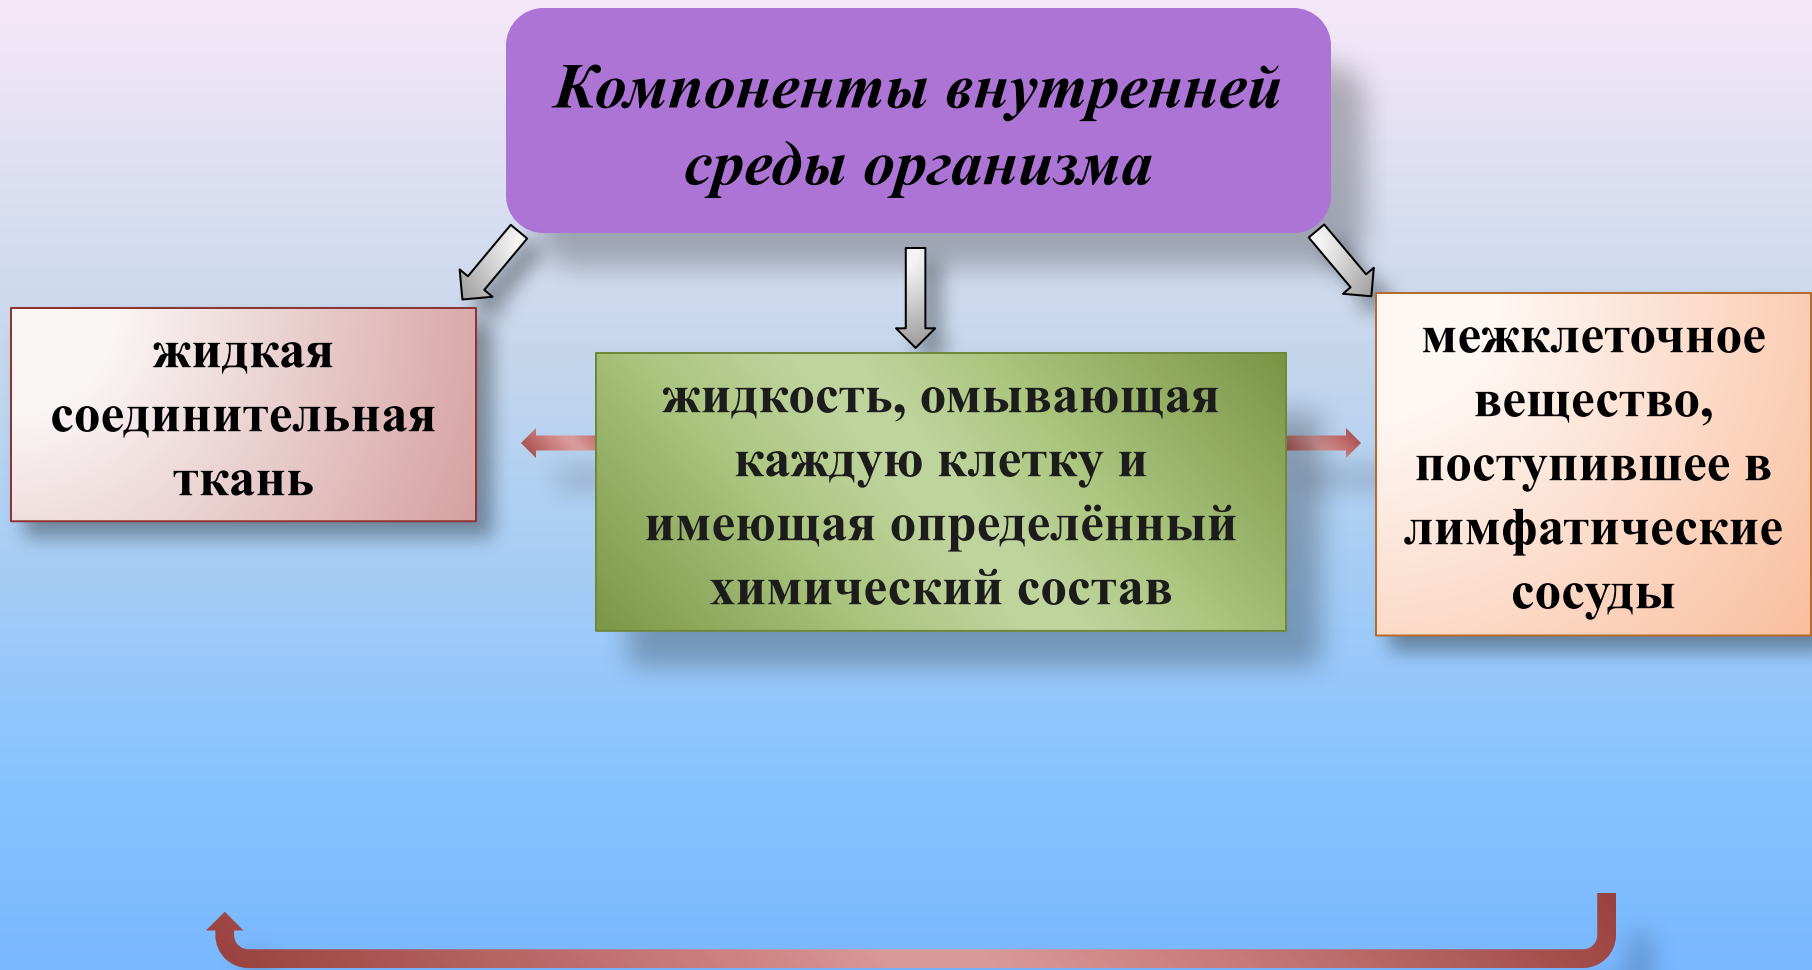 Компоненты внутренней
среды организма
жидкая
соединительная
ткань
жидкость, омывающая
каждую клетку и
имеющая определённый
химический состав
межклеточное
вещество,
поступившее в
лимфатические
сосуды